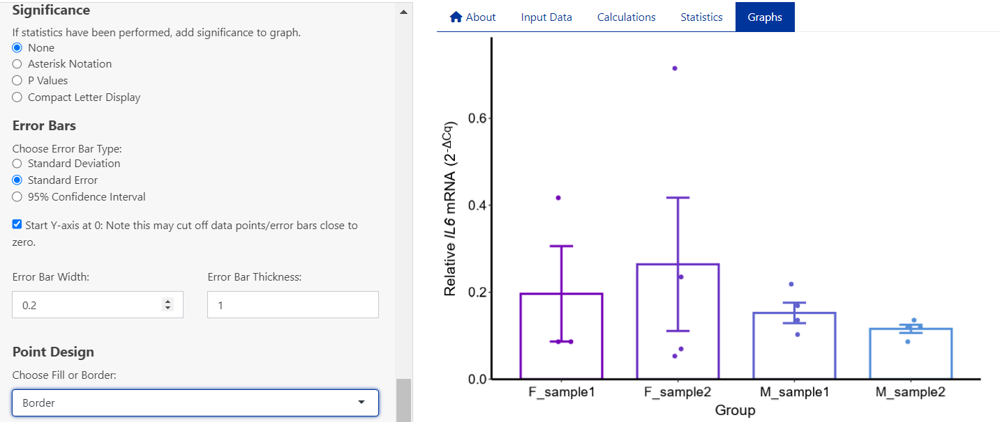 Significance
If statistics have been performed, add significance to graph.
None
Asterisk Notation
P Values
Compact Letter Display
Error Bars
Choose Error Bar Type:
Standard Deviation
Standard Error
95% Confidence Interval
Start Y-axis at 0: Note this may cut off data points/error bars close to
zero.
Error Bar Width:
Error Bar Thickness:
0.2
1
Point Design
Choose Fill or Border:
Border
About
Input Data
Calculations
Statistics
Graphs
Relative IL6 mRNA (2^-ΔCq)
0.6
0.4
0.2
0.0
F_sample1
F_sample2
M_sample1
M_sample2
Group